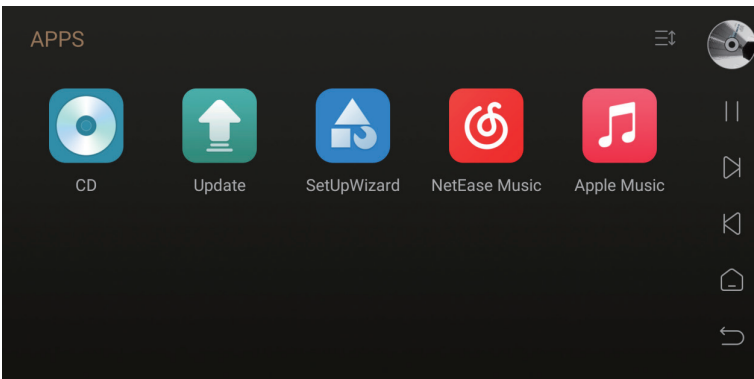 APPS
CD
Update
SetUpWizard
NetEase Music
Apple Music